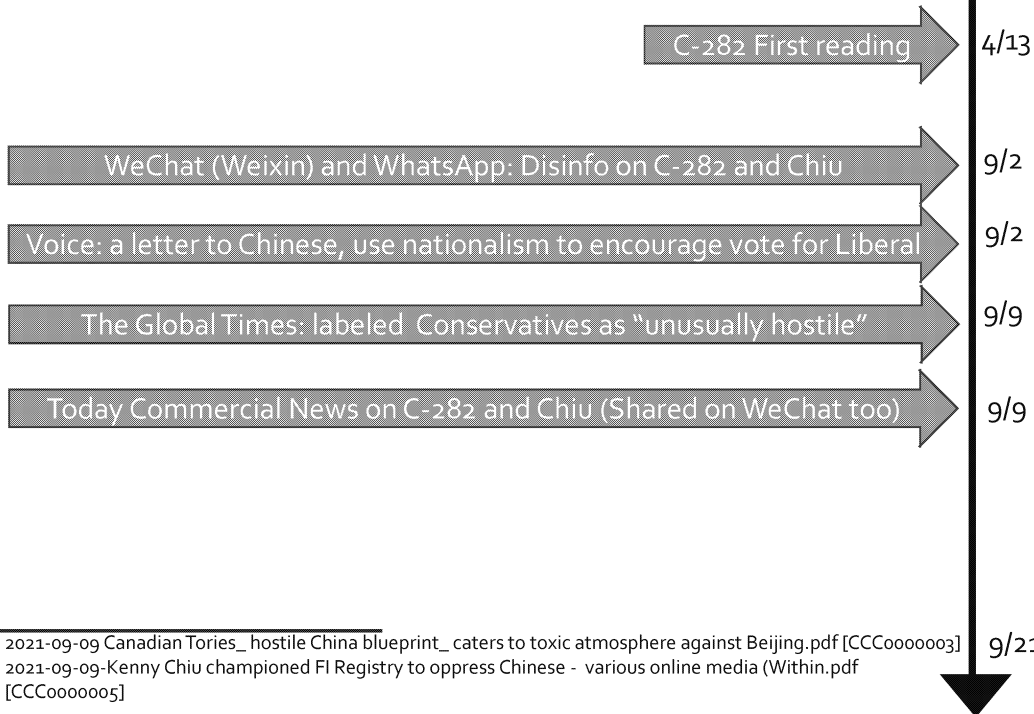 C-282 First reading
4/13
WeChat (Weixin) and WhatsApp: Disinfo on C-282 and Chiu
9/2
Voice: a letter to Chinese, use nationalism to encourage vote for Liberal
9/2
The Global Times: labeled Conservatives as “unusually hostile”
9/9
Today Commercial News on C-282 and Chiu (Shared on WeChat too)
9/9
2021-09-09 Canadian Tories_ hostile China blueprint_ caters to toxic atmosphere against Beijing.pdf [CCC0000003]
9/21
2021-09-09-Kenny Chiu championed FI Registry to oppress Chinese - various online media (Within.pdf
[CCC0000005]